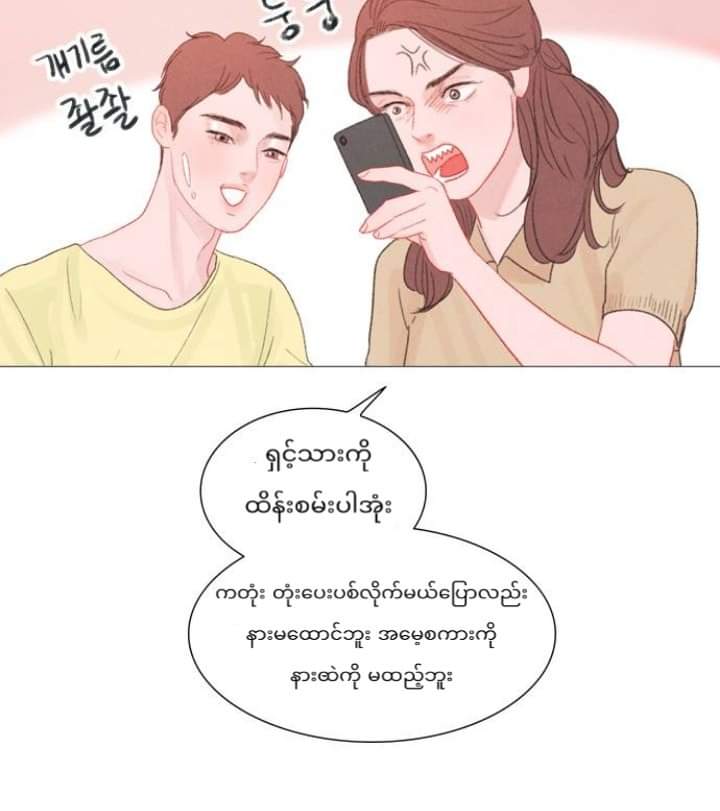 개기름
좔좔
ရှင့်သားကို
ထိန်းစမ်းပါအုံး
ကတုံး တုံးပေးပစ်လိုက်မယ်ပြောလည်း
နားမထောင်ဘူး အမေ့စကားကို
နားထဲကို မထည့်ဘူး